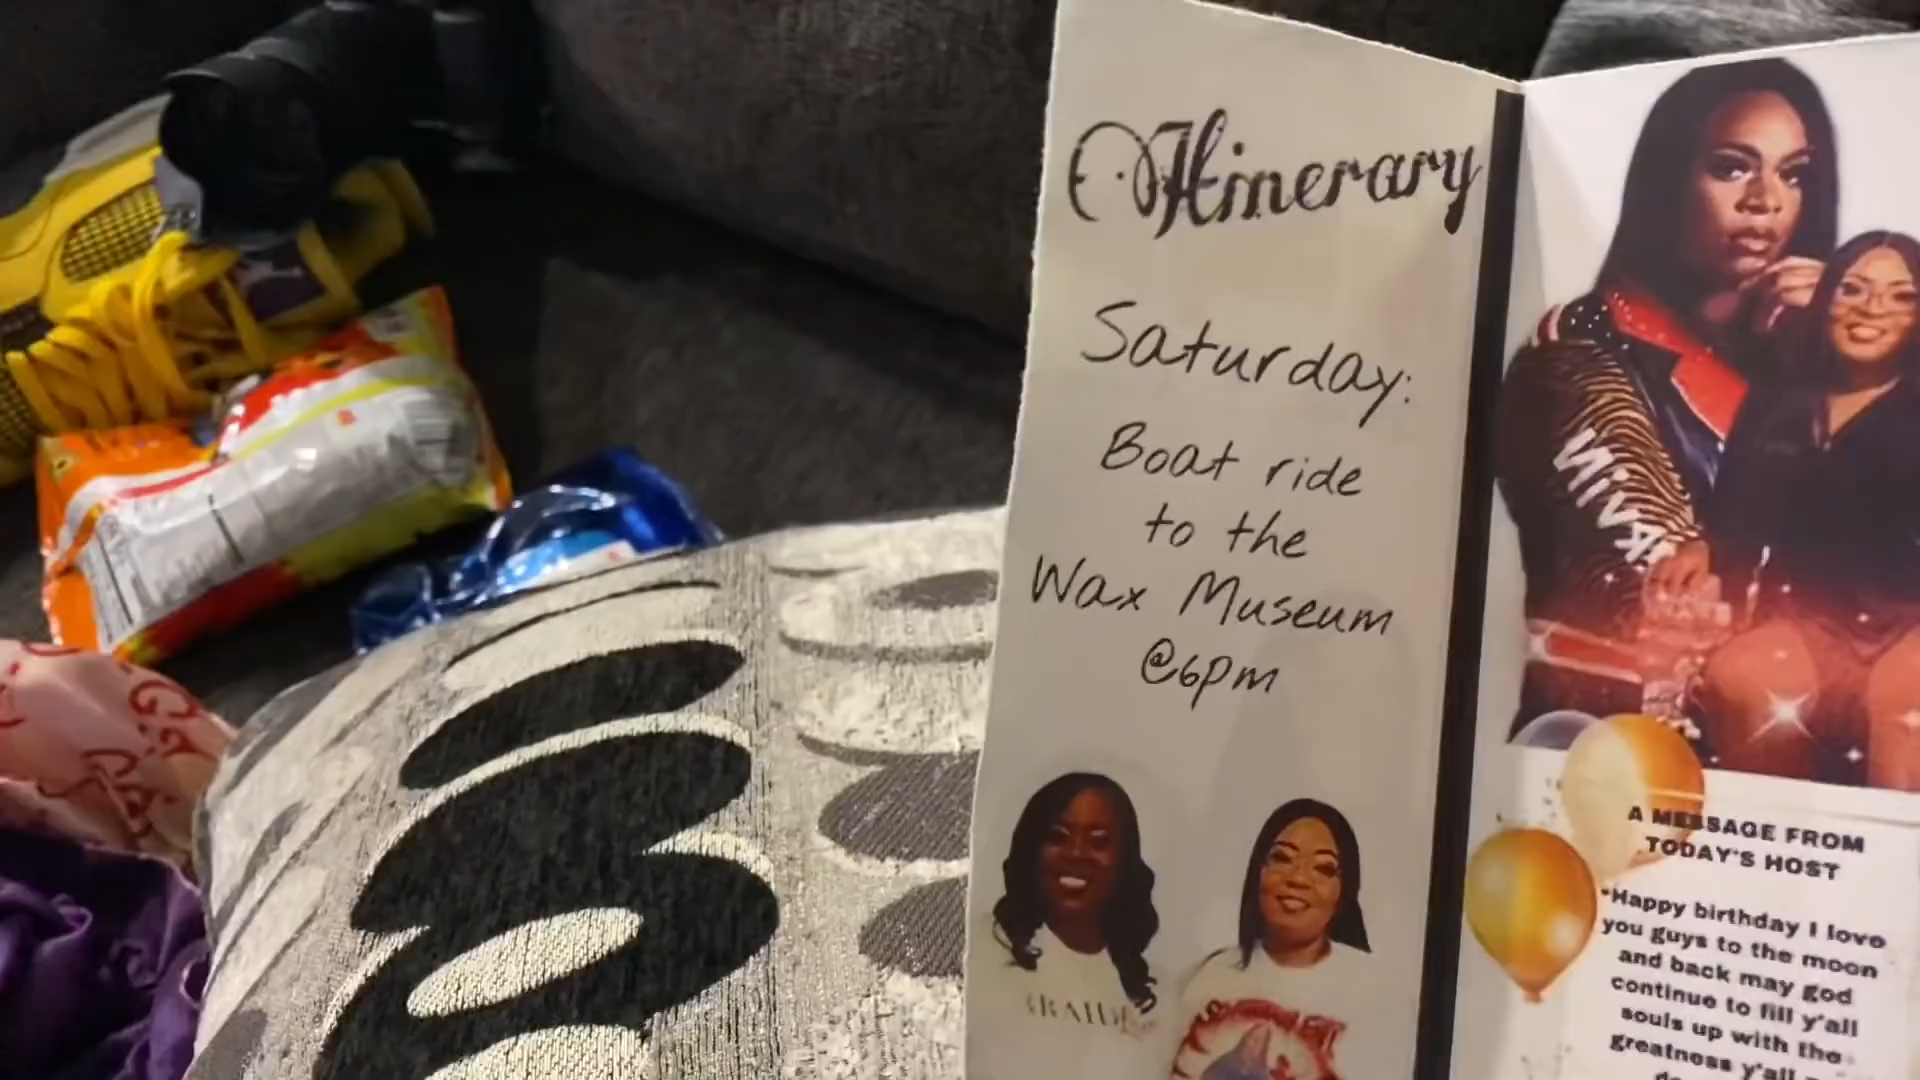 Itinerary
Saturday:
Boat ride
to the
Wax Museum
@6pm
A MESSAGE FROM
TODAY'S HOST
"Happy birthday I love
you guys to the moon
and back may god
continue to fill y'all
souls up with the
greatness y'all